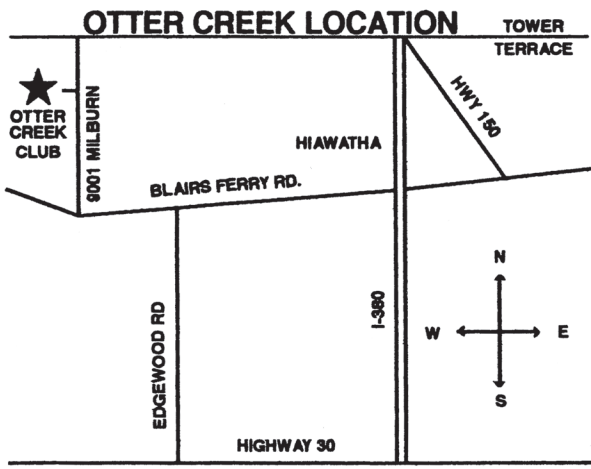 OTTER CREEK LOCATION
TOWER
TERRACE
OTTER
CREEK
CLUB
9001 MILBURN
HIAWATHA
HWY 150
BLAIRS FERRY RD.
EDGEWOOD RD
I-380
N
W
E
S
HIGHWAY 30